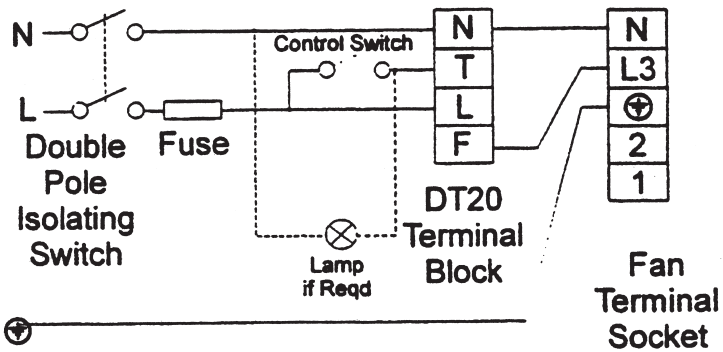 N
Control Switch
N
T
L
F
N
L3
2
1
L
Fuse
Double
Pole
Isolating
Switch
Lamp
if Reqd
DT20
Terminal
Block
Fan
Terminal
Socket